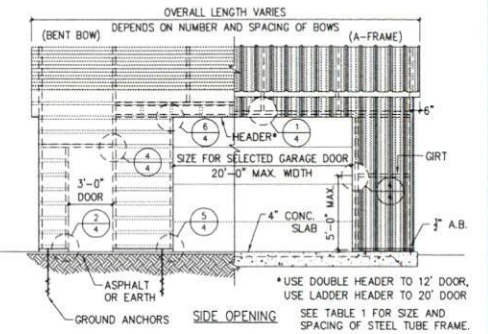 OVERALL LENGTH VARIES
DEPENDS ON NUMBER AND SPACING OF BOWS
(BENT BOW)
(A-FRAME)
6"
6
4
HEADER*
1
4
4
4
SIZE FOR SELECTED GARAGE DOOR
GIRT
20'-0" MAX. WIDTH
3'-0"
DOOR
4
2
4
5
4
4" CONC.
SLAB
5'-0" MAX.
½" A.B.
ASPHALT
OR EARTH
GROUND ANCHORS
SIDE OPENING
*USE DOUBLE HEADER TO 12' DOOR,
USE LADDER HEADER TO 20' DOOR
SEE TABLE 1 FOR SIZE AND
SPACING OF STEEL TUBE FRAME.